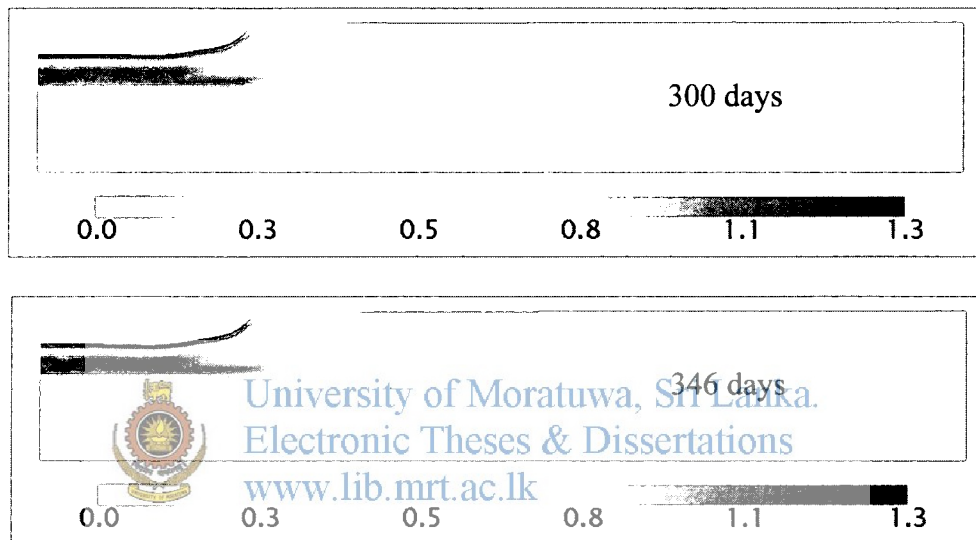 300 days
0.0 0.3 0.5 0.8 1.1 1.3
346 days
University of Moratuwa, Sri Lanka.
Electronic Theses & Dissertations
www.lib.mrt.ac.lk
0.0 0.3 0.5 0.8 1.1 1.3